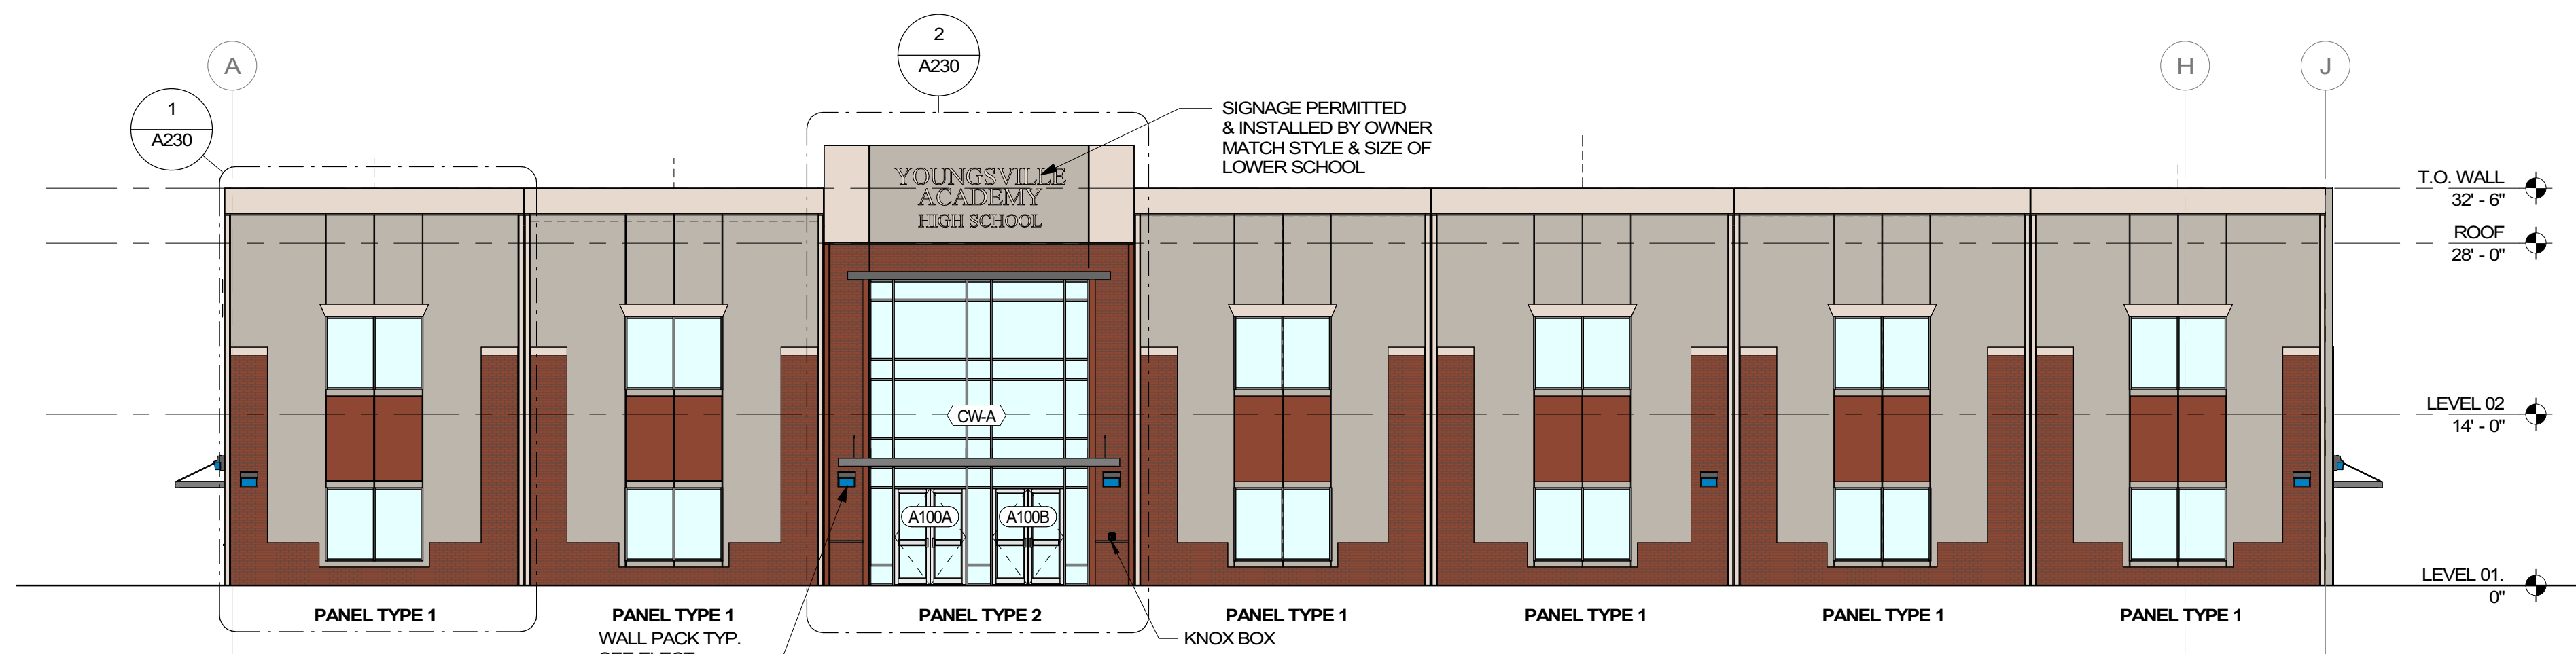 2
A230
A
H
J
1
A230
SIGNAGE PERMITTED
& INSTALLED BY OWNER
MATCH STYLE & SIZE OF
LOWER SCHOOL
YOUNGSVILLE
ACADEMY
HIGH SCHOOL
T.O. WALL
32' - 6"
ROOF
28' - 0"
CW-A
LEVEL 02
14' - 0"
A100A
A100B
LEVEL 01.
0"
PANEL TYPE 1
PANEL TYPE 1
PANEL TYPE 2
PANEL TYPE 1
PANEL TYPE 1
PANEL TYPE 1
PANEL TYPE 1
WALL PACK TYP.
KNOX BOX